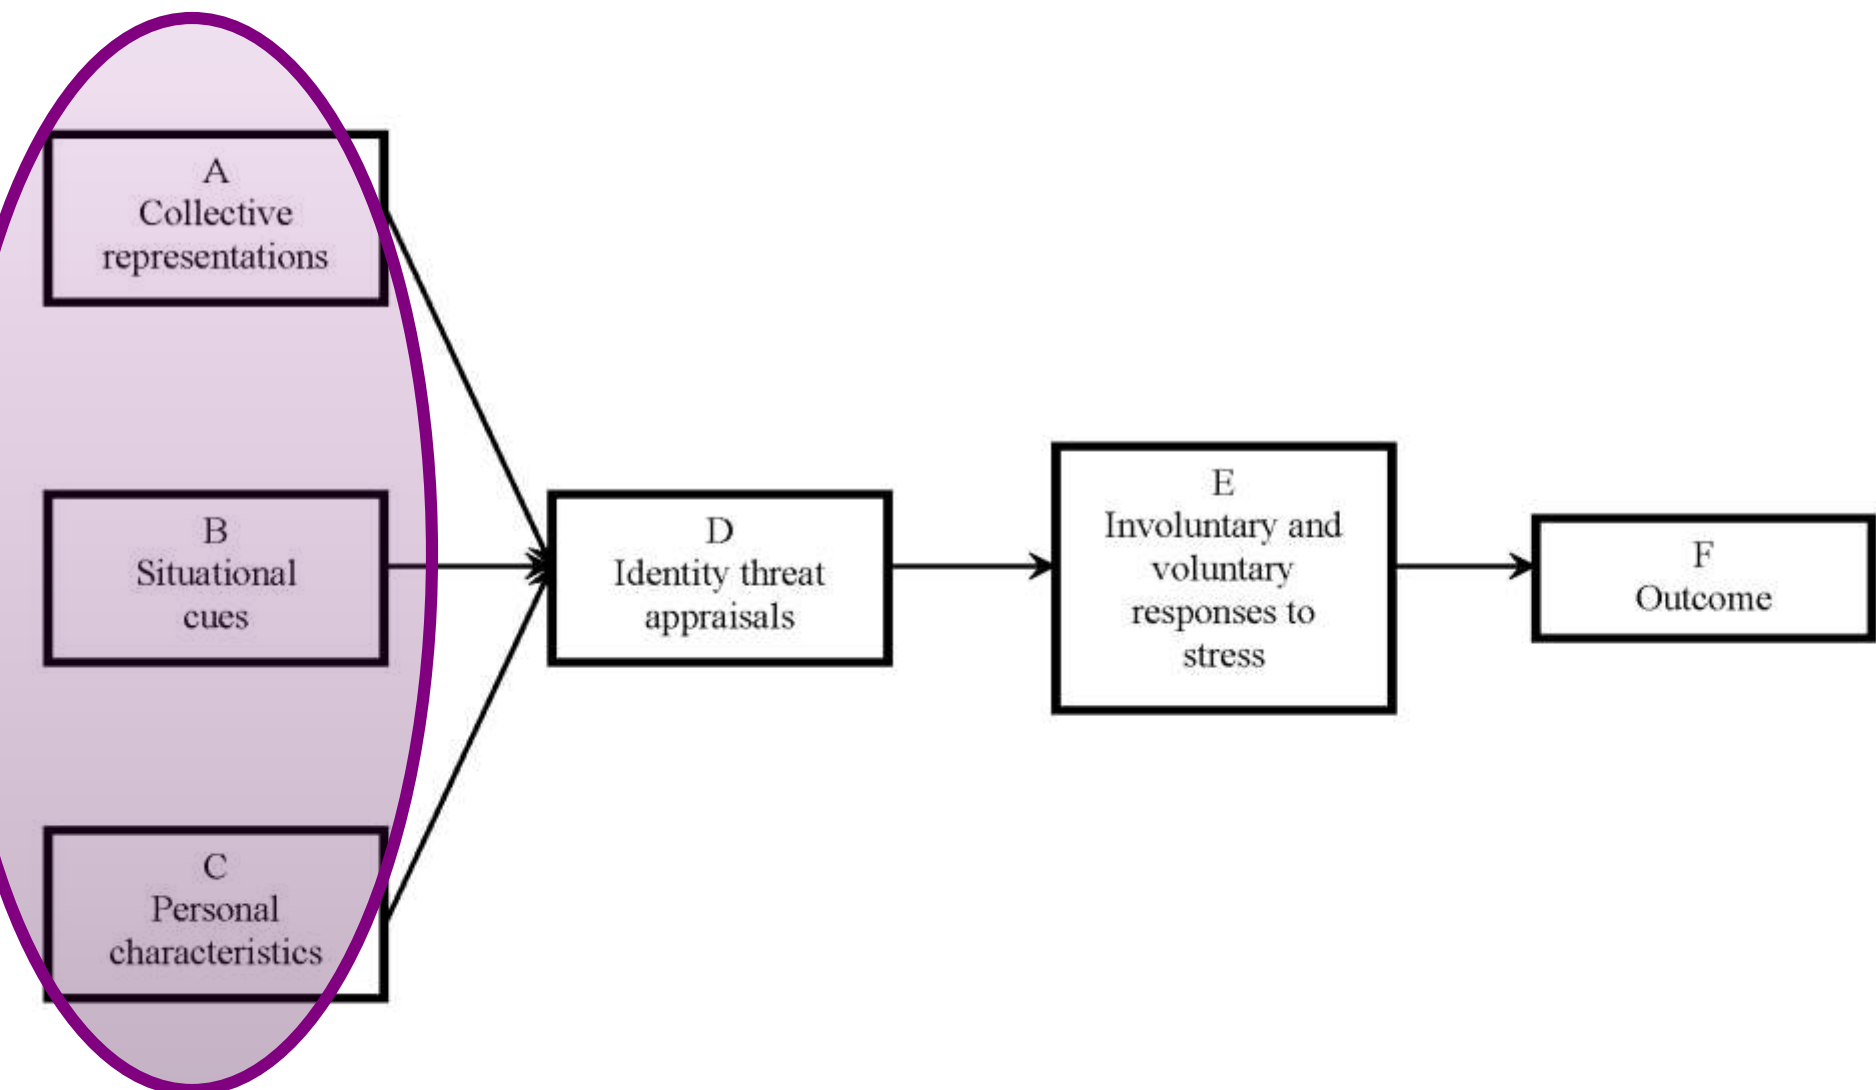 A
Collective
representations
B
Situational
cues
C
Personal
characteristics
D
Identity threat
appraisals
E
Involuntary and
voluntary
responses to
stress
F
Outcome